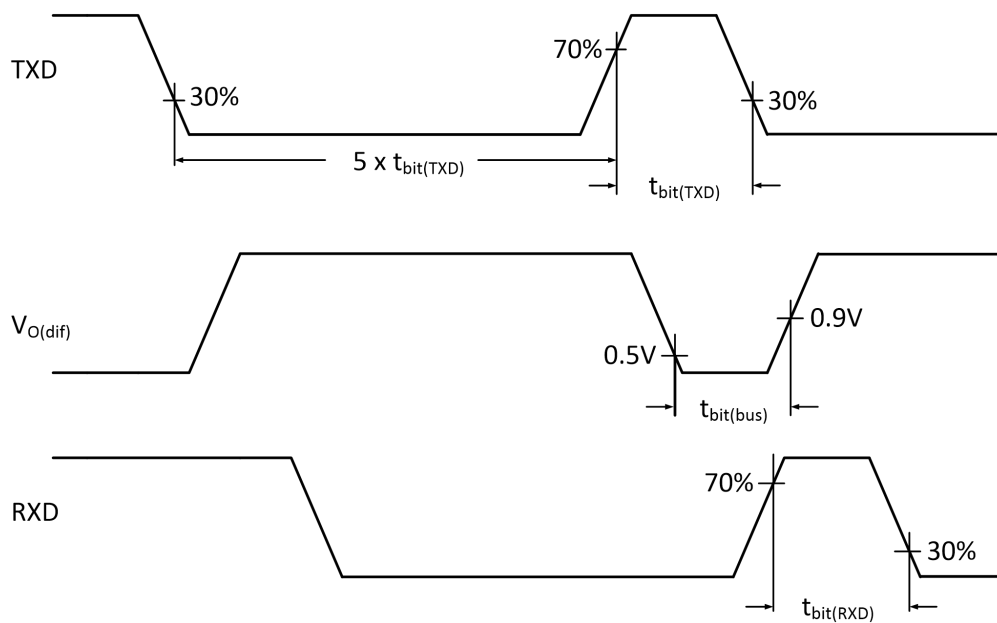 TXD
70%
30%
30%
5 x tbit(TXD)
tbit(TXD)
VO(dif)
0.9V
0.5V
tbit(bus)
RXD
70%
30%
tbit(RXD)